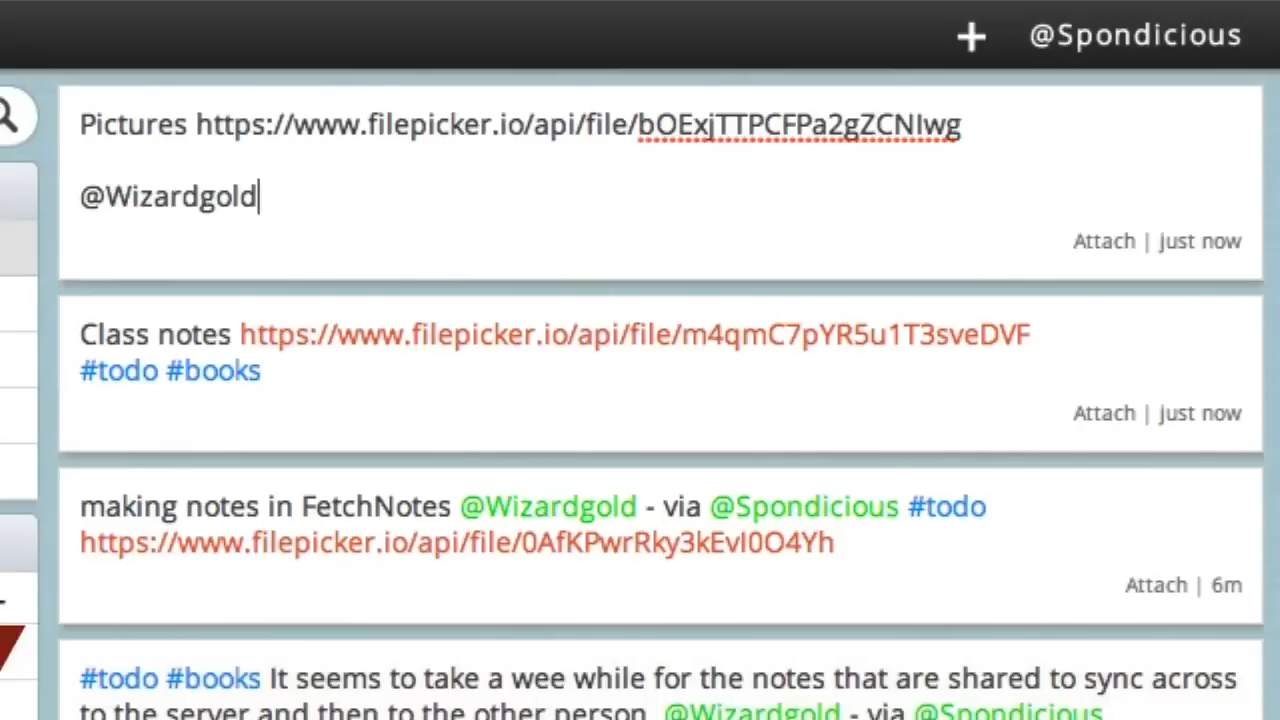 @Spondicious
Pictures https://www.filepicker.io/api/file/bOExjTTPCFPa2gZCNIwg
@Wizardgold
Attach | just now
Class notes https://www.filepicker.io/api/file/m4qmC7pYR5u1T3sveDVF
#todo #books
Attach | just now
making notes in FetchNotes @Wizardgold - via @Spondicious #todo
https://www.filepicker.io/api/file/0AfKPwrRky3kEvI0O4Yh
Attach | 6m
#todo #books It seems to take a wee while for the notes that are shared to sync across
to the server and then to the other person. @Wizardgold - via @Spondicious